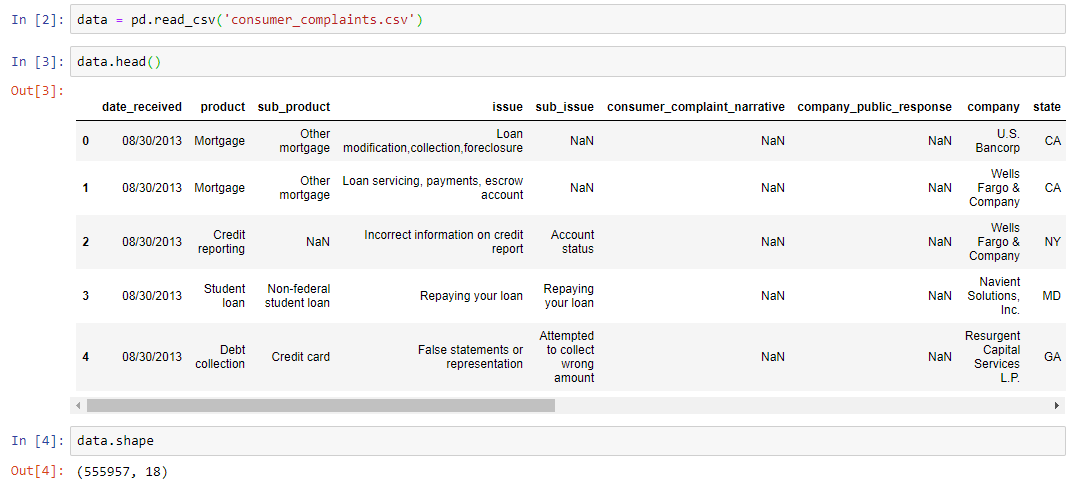 In [2]: data = pd.read_csv('consumer_complaints.csv')
In [3]: data.head()
Out[3]:
date_received product sub_product issue sub_issue consumer_complaint_narrative company_public_response company state
0 08/30/2013 Mortgage Other mortgage Loan modification,collection,foreclosure NaN NaN NaN U.S. Bancorp CA
1 08/30/2013 Mortgage Other mortgage Loan servicing, payments, escrow account NaN NaN NaN Wells Fargo & Company CA
2 08/30/2013 Credit reporting NaN Incorrect information on credit report Account status NaN NaN Wells Fargo & Company NY
3 08/30/2013 Student loan Non-federal student loan Repaying your loan Repaying your loan NaN NaN Navient Solutions, Inc. MD
4 08/30/2013 Debt collection Credit card False statements or representation Attempted to collect wrong amount NaN NaN Resurgent Capital Services L.P. GA
In [4]: data.shape
Out[4]: (555957, 18)